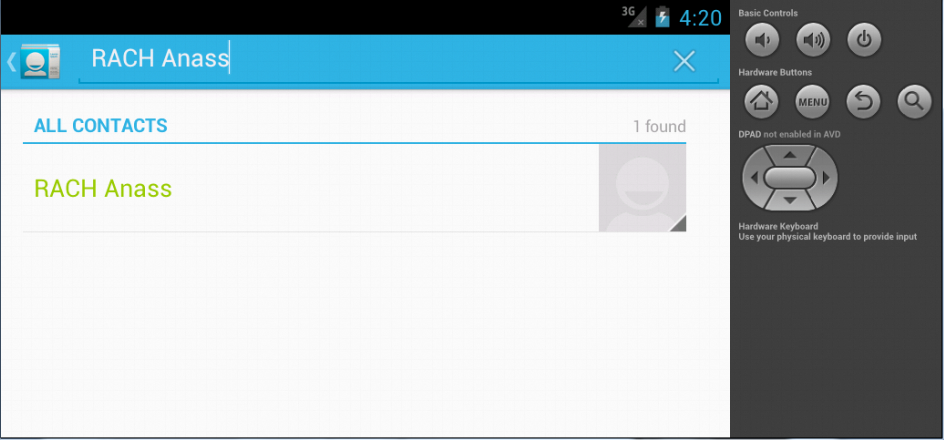 3G 4:20
RACH Anass
ALL CONTACTS 1 found
RACH Anass
Basic Controls
Hardware Buttons
MENU
DPAD not enabled in AVD
Hardware Keyboard
Use your physical keyboard to provide input